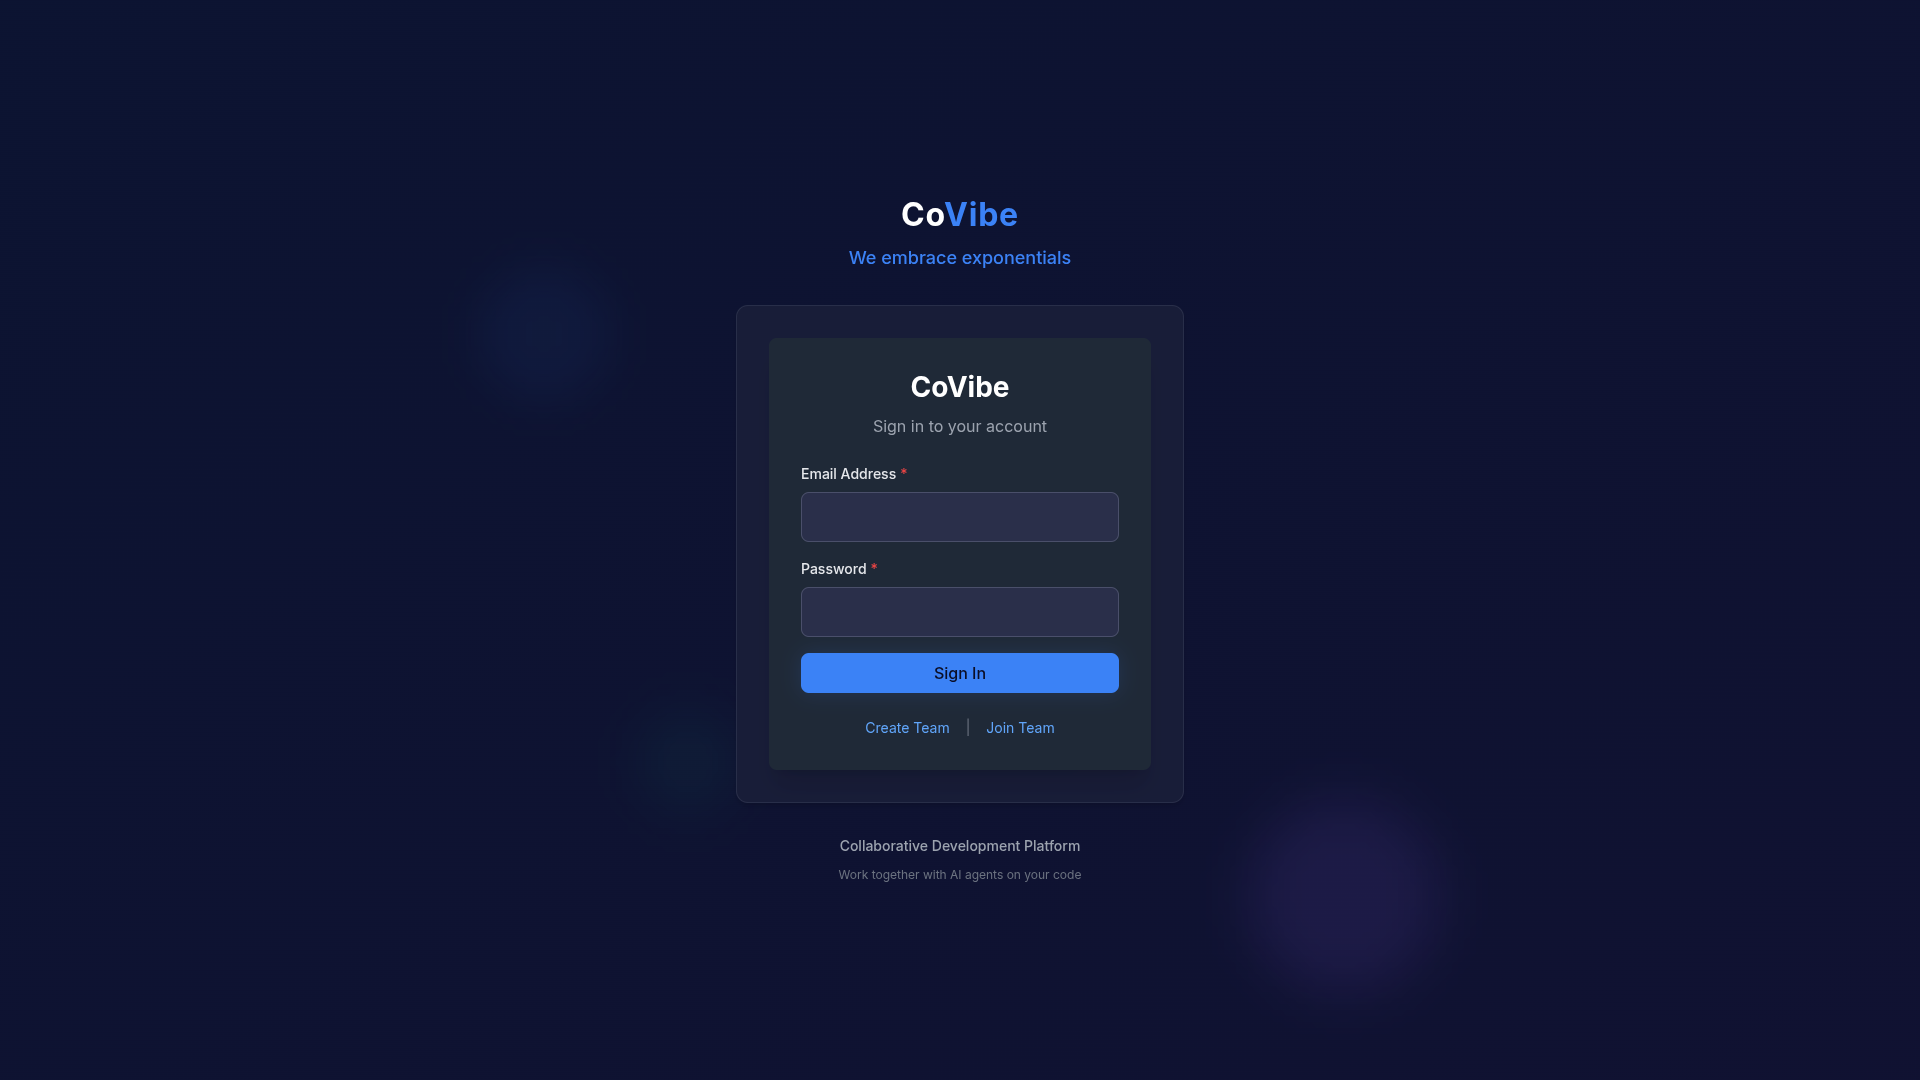 CoVibe
We embrace exponentials
CoVibe
Sign in to your account
Email Address *
Password *
Sign In
Create Team | Join Team
Collaborative Development Platform
Work together with AI agents on your code